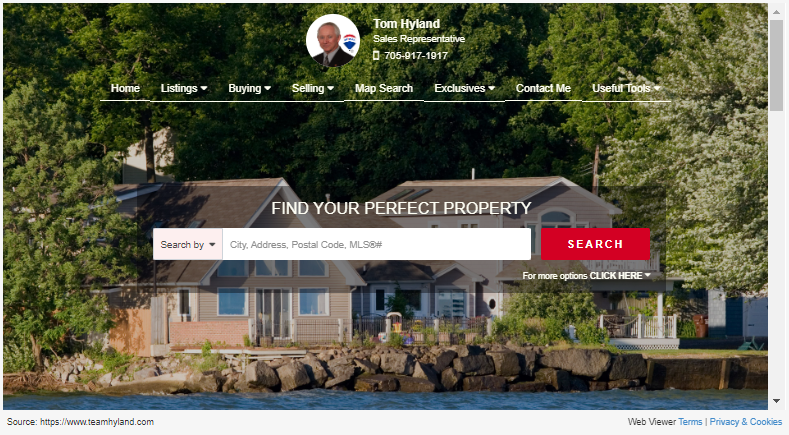 Tom Hyland
Sales Representative
705-917-1917
Home Listings Buying Selling Map Search Exclusives Contact Me Useful Tools
FIND YOUR PERFECT PROPERTY
Search by City, Address, Postal Code, MLS®# SEARCH
For more options CLICK HERE
Source: https://www.teamhyland.com Web Viewer Terms | Privacy & Cookies